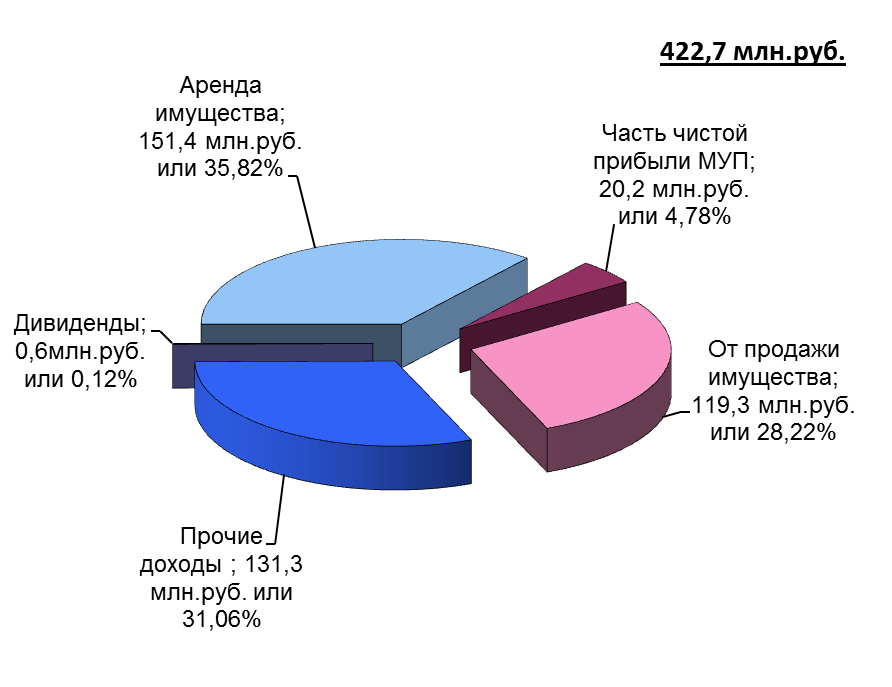 422,7 млн.руб.
Аренда
имущества;
151,4 млн.руб.
или 35,82%
Часть чистой
прибыли МУП;
20,2 млн.руб.
или 4,78%
Дивиденды;
0,6млн.руб.
или 0,12%
От продажи
имущества;
119,3 млн.руб.
или 28,22%
Прочие
доходы ; 131,3
млн.руб. или
31,06%